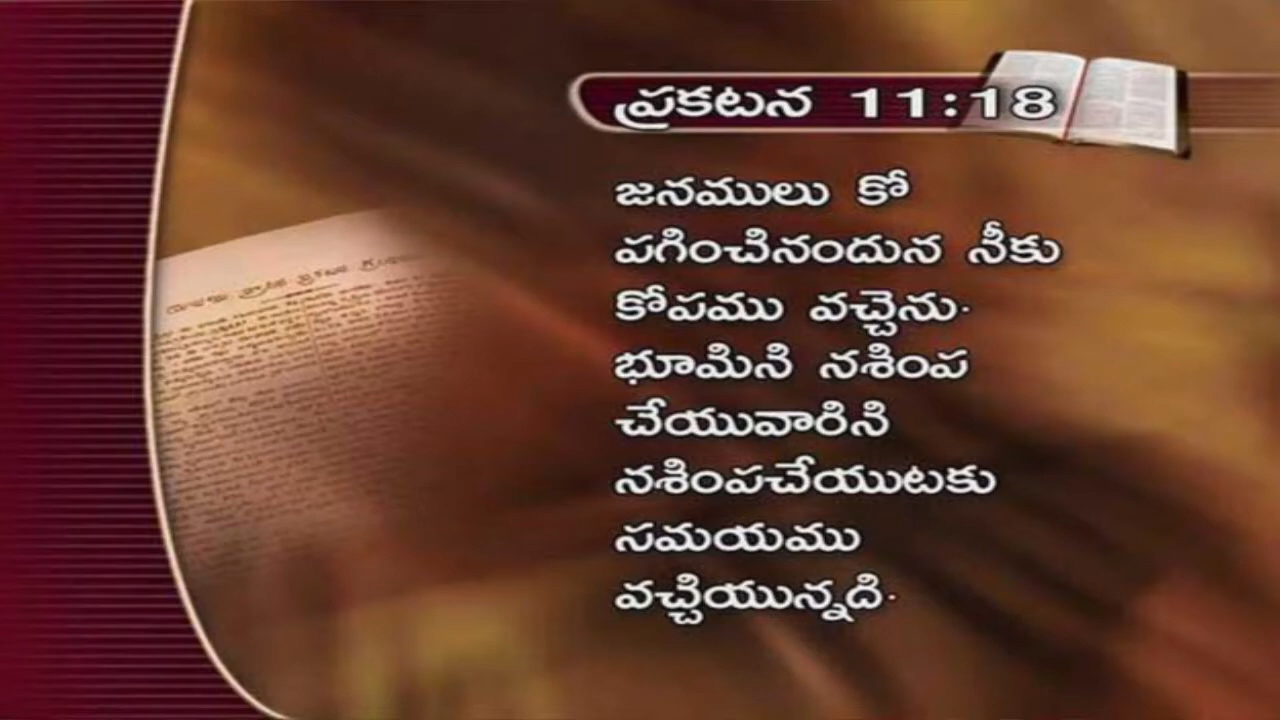 ప్రకటన 11:18
జనములు కో
పగించినందున నీకు
కోపము వచ్చెను.
భూమిని నశింప
చేయువారిని
నశింపచేయుటకు
సమయము
వచ్చియున్నది.